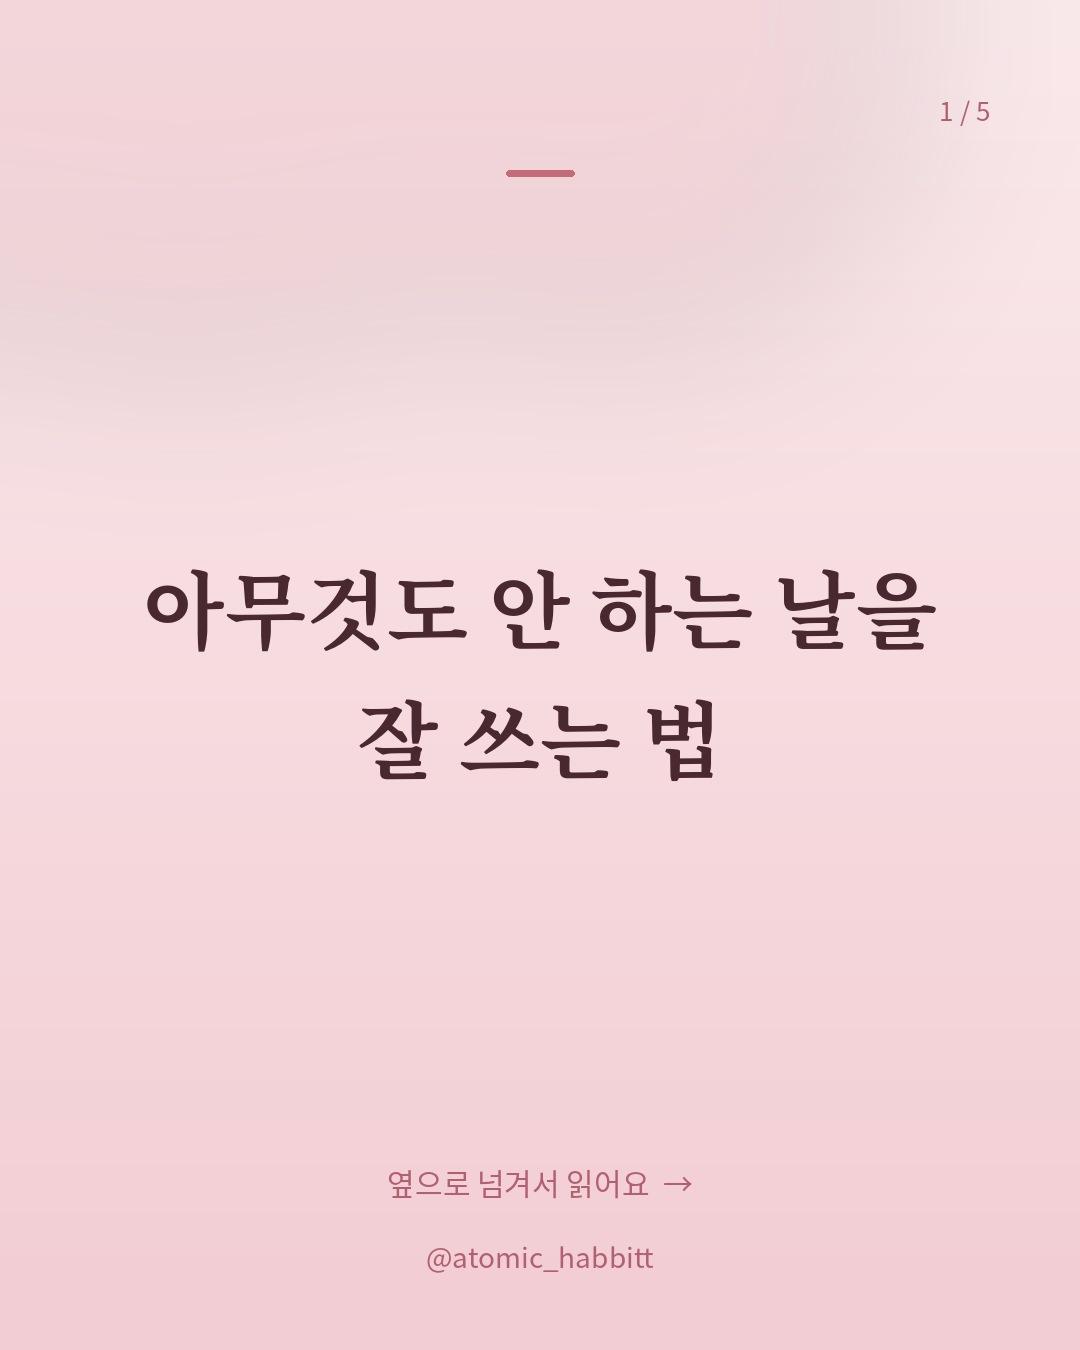 1 / 5
아무것도 안 하는 날을
잘 쓰는 법
옆으로 넘겨서 읽어요 →
@atomic_habbitt